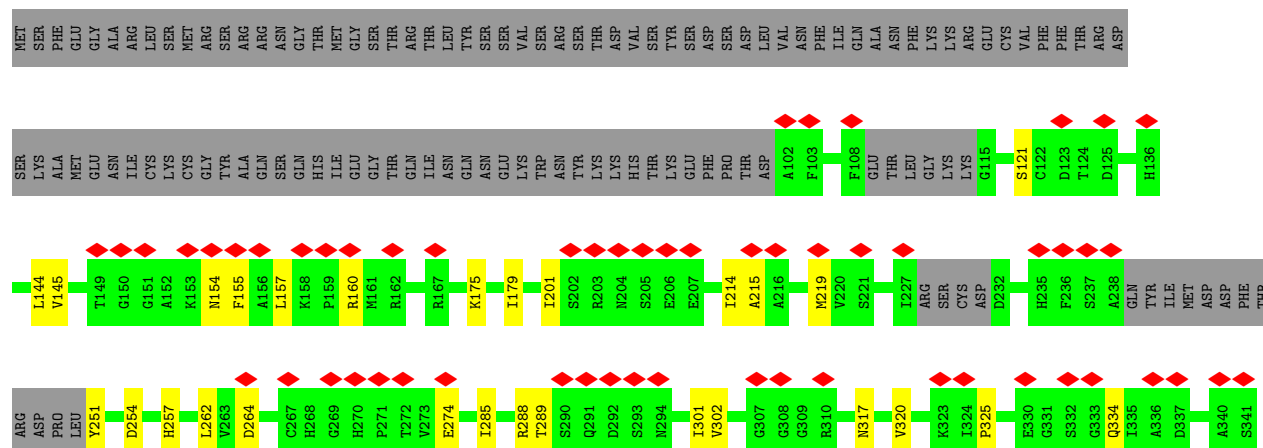 MET SER PHE GLU GLY ALA ARG LEU SER MET ARG SER ARG ARG ASN GLY THR MET GLY SER THR ARG THR LEU TYR SER SER VAL SER ARG SER THR ASP VAL SER TYR SER ASP SER ASP LEU VAL ASN PHE ILE GLN ALA ASN PHE LYS LYS ARG GLU CYS VAL PHE PHE THR ARG ASP
SER LYS ALA MET GLU ASN ILE CYS LYS CYS GLY TYR ALA GLN SER GLN HIS ILE GLU GLY THR GLN ILE ASN GLN ASN GLU LYS TRP ASN TYR LYS LYS HIS THR LYS GLU PHE PRO THR ASP A102 F103 F108 GLU THR LEU GLY LYS LYS G115 S121 C122 D123 T124 D125 H136
L144 V145 T149 G150 G151 A152 K153 N154 F155 A156 L157 K158 P159 R160 M161 R162 R167 K175 I179 I201 S202 R203 N204 S205 E206 E207 I214 A215 A216 M219 V220 S221 I227 ARG SER CYS ASP D232 H235 F236 S237 A238 GLN TYR ILE MET ASP ASP PHE THR
ARG ASP PRO LEU Y251 D254 H257 L262 V263 D264 C267 H268 G269 H270 P271 T272 V273 E274 I285 R288 T289 S290 Q291 D292 S293 N294 I301 V302 G307 G308 G309 R310 N317 V320 K323 I324 P325 E330 G331 S332 G333 Q334 I335 A336 D337 A340 S341